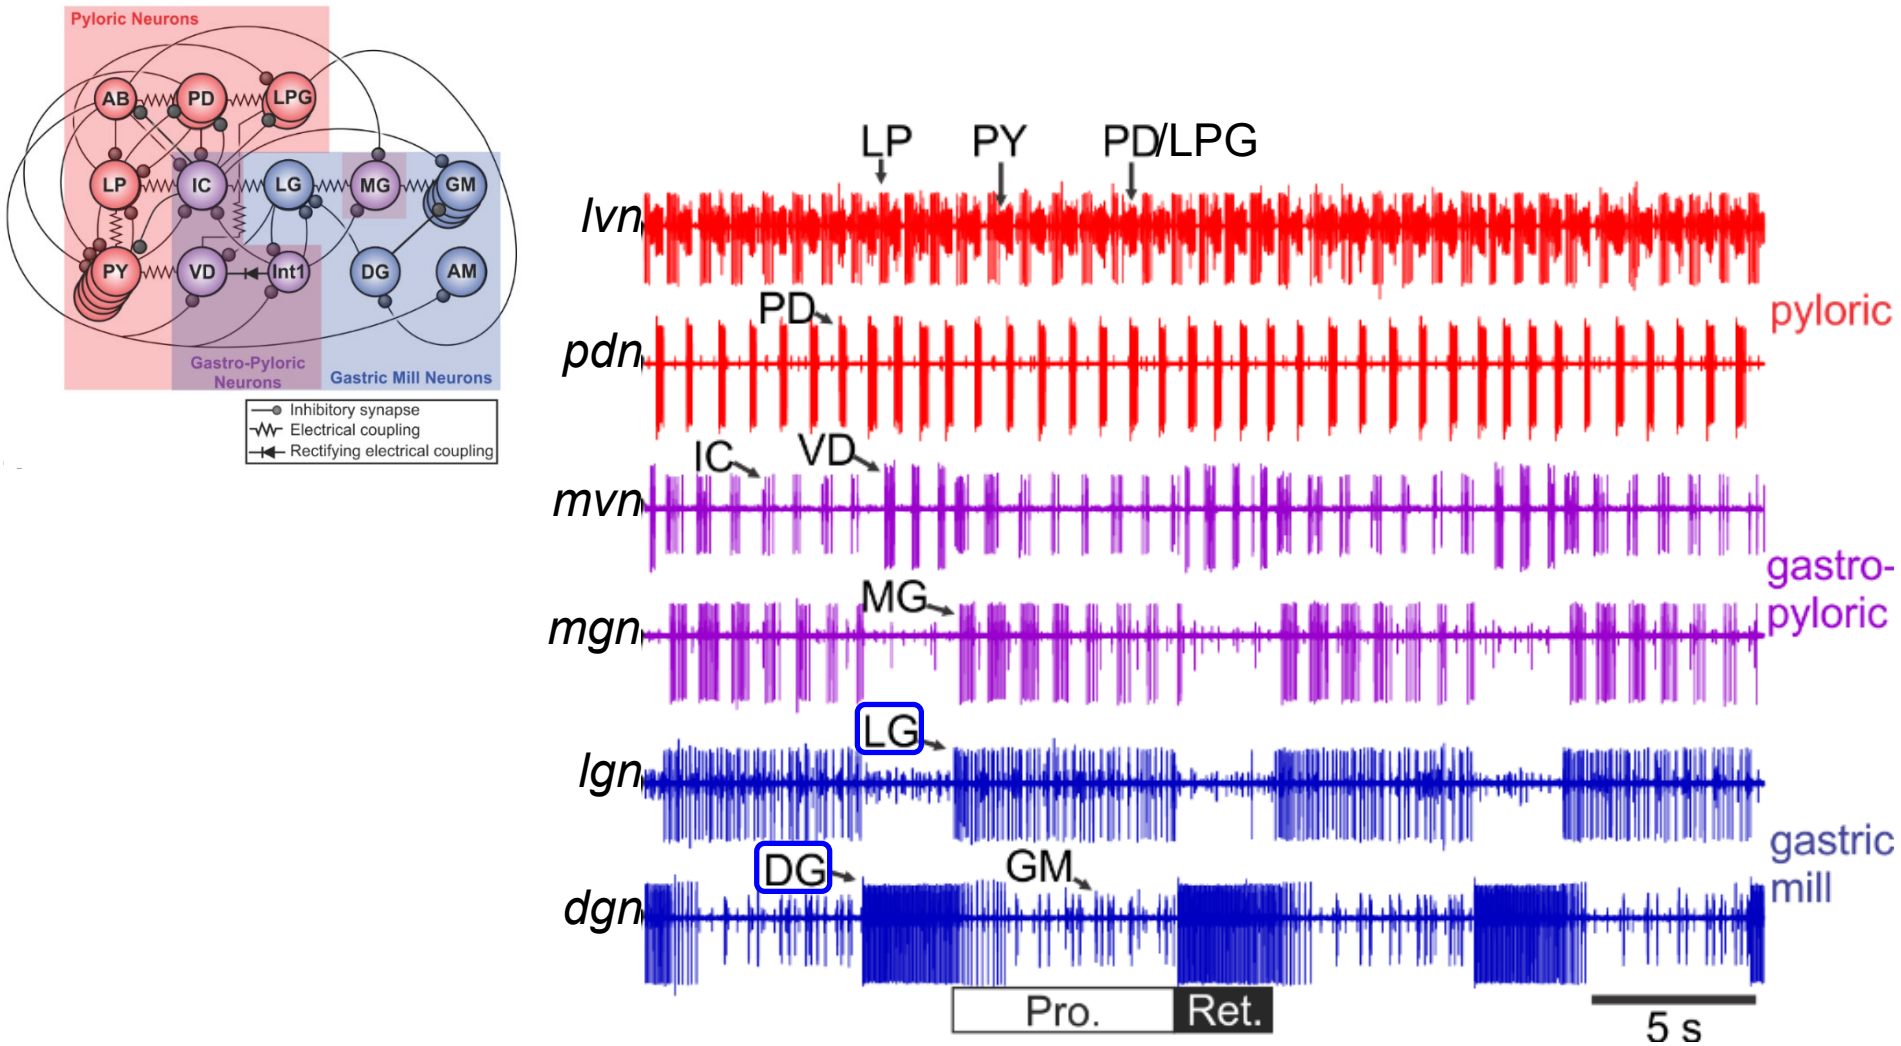 Pyloric Neurons
AB
PD
LPG
LP
IC
LG
MG
GM
PY
VD
Int1
DG
AM
Gastro-Pyloric
Neurons
Gastric Mill Neurons
Inhibitory synapse
Electrical coupling
Rectifying electrical coupling
LP
PY
PD/LPG
lvn
PD
pdn
pyloric
IC
VD
mvn
MG
mgn
gastro-
pyloric
LG
lgn
DG
GM
dgn
gastric
mill
Pro.
Ret.
5 s